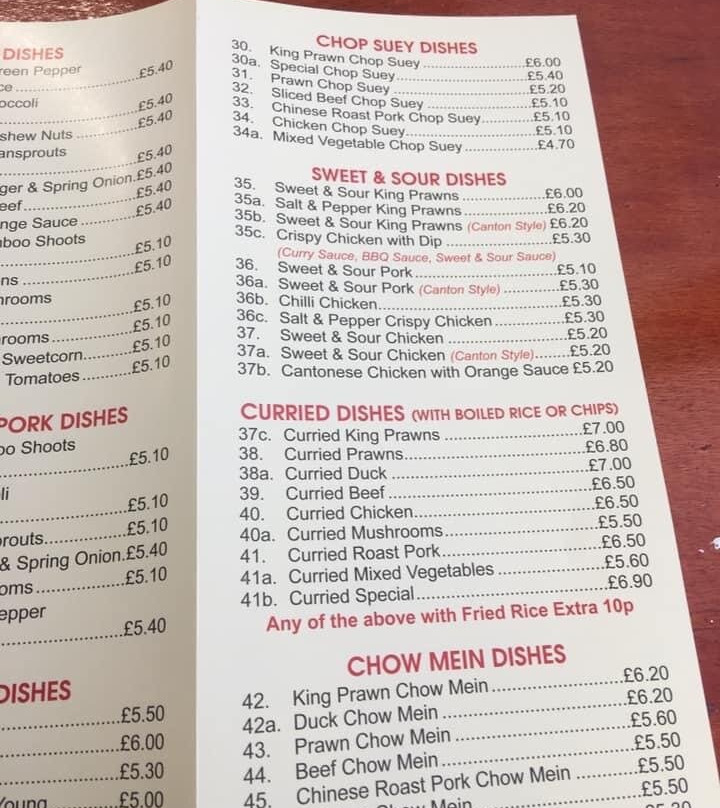 DISHES
reen Pepper
ce ..................£5.40
occoli
..................£5.40
shew Nuts ..........£5.40
ansprouts
..................£5.40
ger & Spring Onion.£5.40
eef..................£5.40
nge Sauce ..........£5.40
boo Shoots
..................£5.10
ns ..................£5.10
hrooms
..................£5.10
rooms..................£5.10
Sweetcorn..........£5.10
Tomatoes ..........£5.10
PORK DISHES
oo Shoots
..................£5.10
li
..................£5.10
prouts..................£5.10
& Spring Onion.£5.40
oms ..................£5.10
epper
..................£5.40
DISHES
..................£5.50
..................£6.00
..................£5.30
Young ..........£5.00
CHOP SUEY DISHES
30. King Prawn Chop Suey ..................£6.00
30a. Special Chop Suey..................£5.40
31. Prawn Chop Suey ..................£5.20
32. Sliced Beef Chop Suey ..................£5.10
33. Chinese Roast Pork Chop Suey..........£5.10
34. Chicken Chop Suey..................£5.10
34a. Mixed Vegetable Chop Suey ..........£4.70
SWEET & SOUR DISHES
35. Sweet & Sour King Prawns ..................£6.00
35a. Salt & Pepper King Prawns ..................£6.20
35b. Sweet & Sour King Prawns (Canton Style) £6.20
35c. Crispy Chicken with Dip ..................£5.30
(Curry Sauce, BBQ Sauce, Sweet & Sour Sauce)
36. Sweet & Sour Pork ..................£5.10
36a. Sweet & Sour Pork (Canton Style) ..........£5.30
36b. Chilli Chicken..................£5.30
36c. Salt & Pepper Crispy Chicken ..........£5.30
37. Sweet & Sour Chicken ..................£5.20
37a. Sweet & Sour Chicken (Canton Style)........£5.20
37b. Cantonese Chicken with Orange Sauce £5.20
CURRIED DISHES (WITH BOILED RICE OR CHIPS)
37c. Curried King Prawns ..................£7.00
38. Curried Prawns..................£6.80
38a. Curried Duck ..................£7.00
39. Curried Beef ..................£6.50
40. Curried Chicken..................£6.50
40a. Curried Mushrooms..................£5.50
41. Curried Roast Pork..................£6.50
41a. Curried Mixed Vegetables ..................£5.60
41b. Curried Special..................£6.90
Any of the above with Fried Rice Extra 10p
CHOW MEIN DISHES
42. King Prawn Chow Mein ..................£6.20
42a. Duck Chow Mein ..................£6.20
43. Prawn Chow Mein ..................£5.60
44. Beef Chow Mein ..................£5.50
45. Chinese Roast Pork Chow Mein ..........£5.50
Chow Mein ..................£5.50